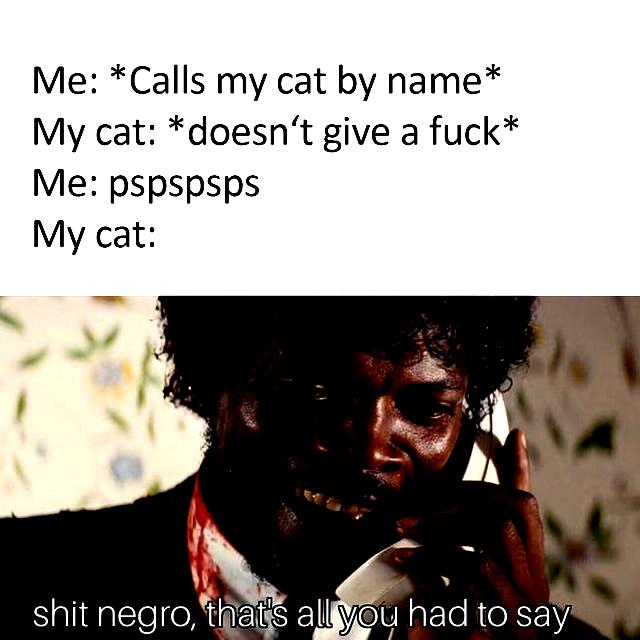 Me: *Calls my cat by name*
My cat: *doesn‘t give a fuck*
Me: pspspsps
My cat:
shit negro, that's all you had to say